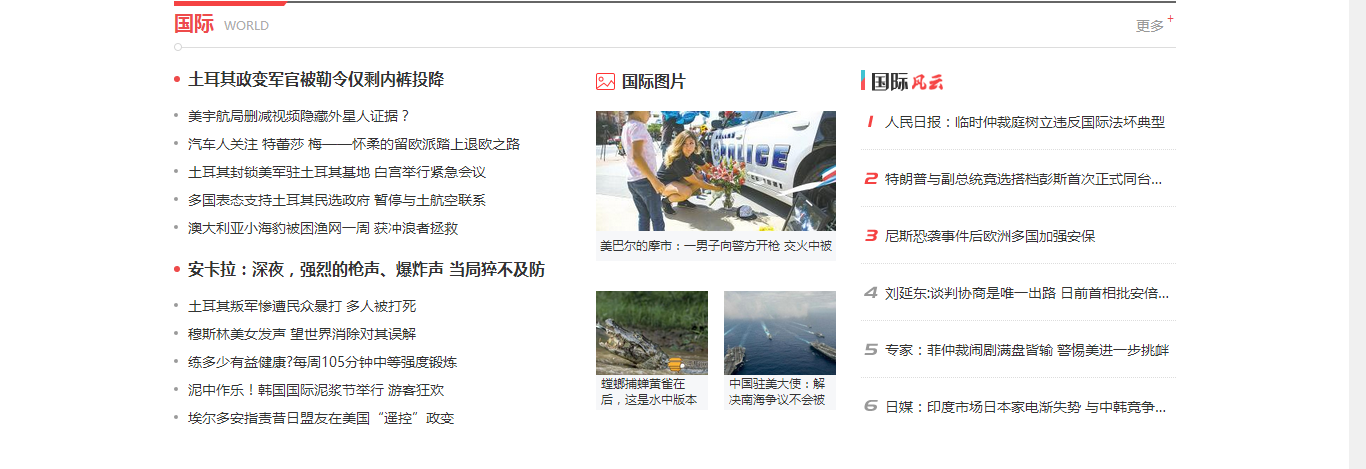 国际 WORLD 更多 +
土耳其政变军官被勒令仅剩内裤投降
美宇航局删减视频隐藏外星人证据？
汽车人关注 特蕾莎 梅——怀柔的留欧派踏上退欧之路
土耳其封锁美军驻土耳其基地 白宫举行紧急会议
多国表态支持土耳其民选政府 暂停与土航空联系
澳大利亚小海豹被困渔网一周 获冲浪者拯救
安卡拉：深夜，强烈的枪声、爆炸声 当局猝不及防
土耳其叛军惨遭民众暴打 多人被打死
穆斯林美女发声 望世界消除对其误解
练多少有益健康?每周105分钟中等强度锻炼
泥中作乐！韩国国际泥浆节举行 游客狂欢
埃尔多安指责昔日盟友在美国“遥控”政变
国际图片
POLICE
美巴尔的摩市：一男子向警方开枪 交火中被
螳螂捕蝉黄雀在
后，这是水中版本
中国驻美大使：解
决南海争议不会被
国际风云
1 人民日报：临时仲裁庭树立违反国际法坏典型
2 特朗普与副总统竞选搭档彭斯首次正式同台...
3 尼斯恐袭事件后欧洲多国加强安保
4 刘延东:谈判协商是唯一出路 日前首相批安倍...
5 专家：菲仲裁闹剧满盘皆输 警惕美进一步挑衅
6 日媒：印度市场日本家电渐失势 与中韩竞争...